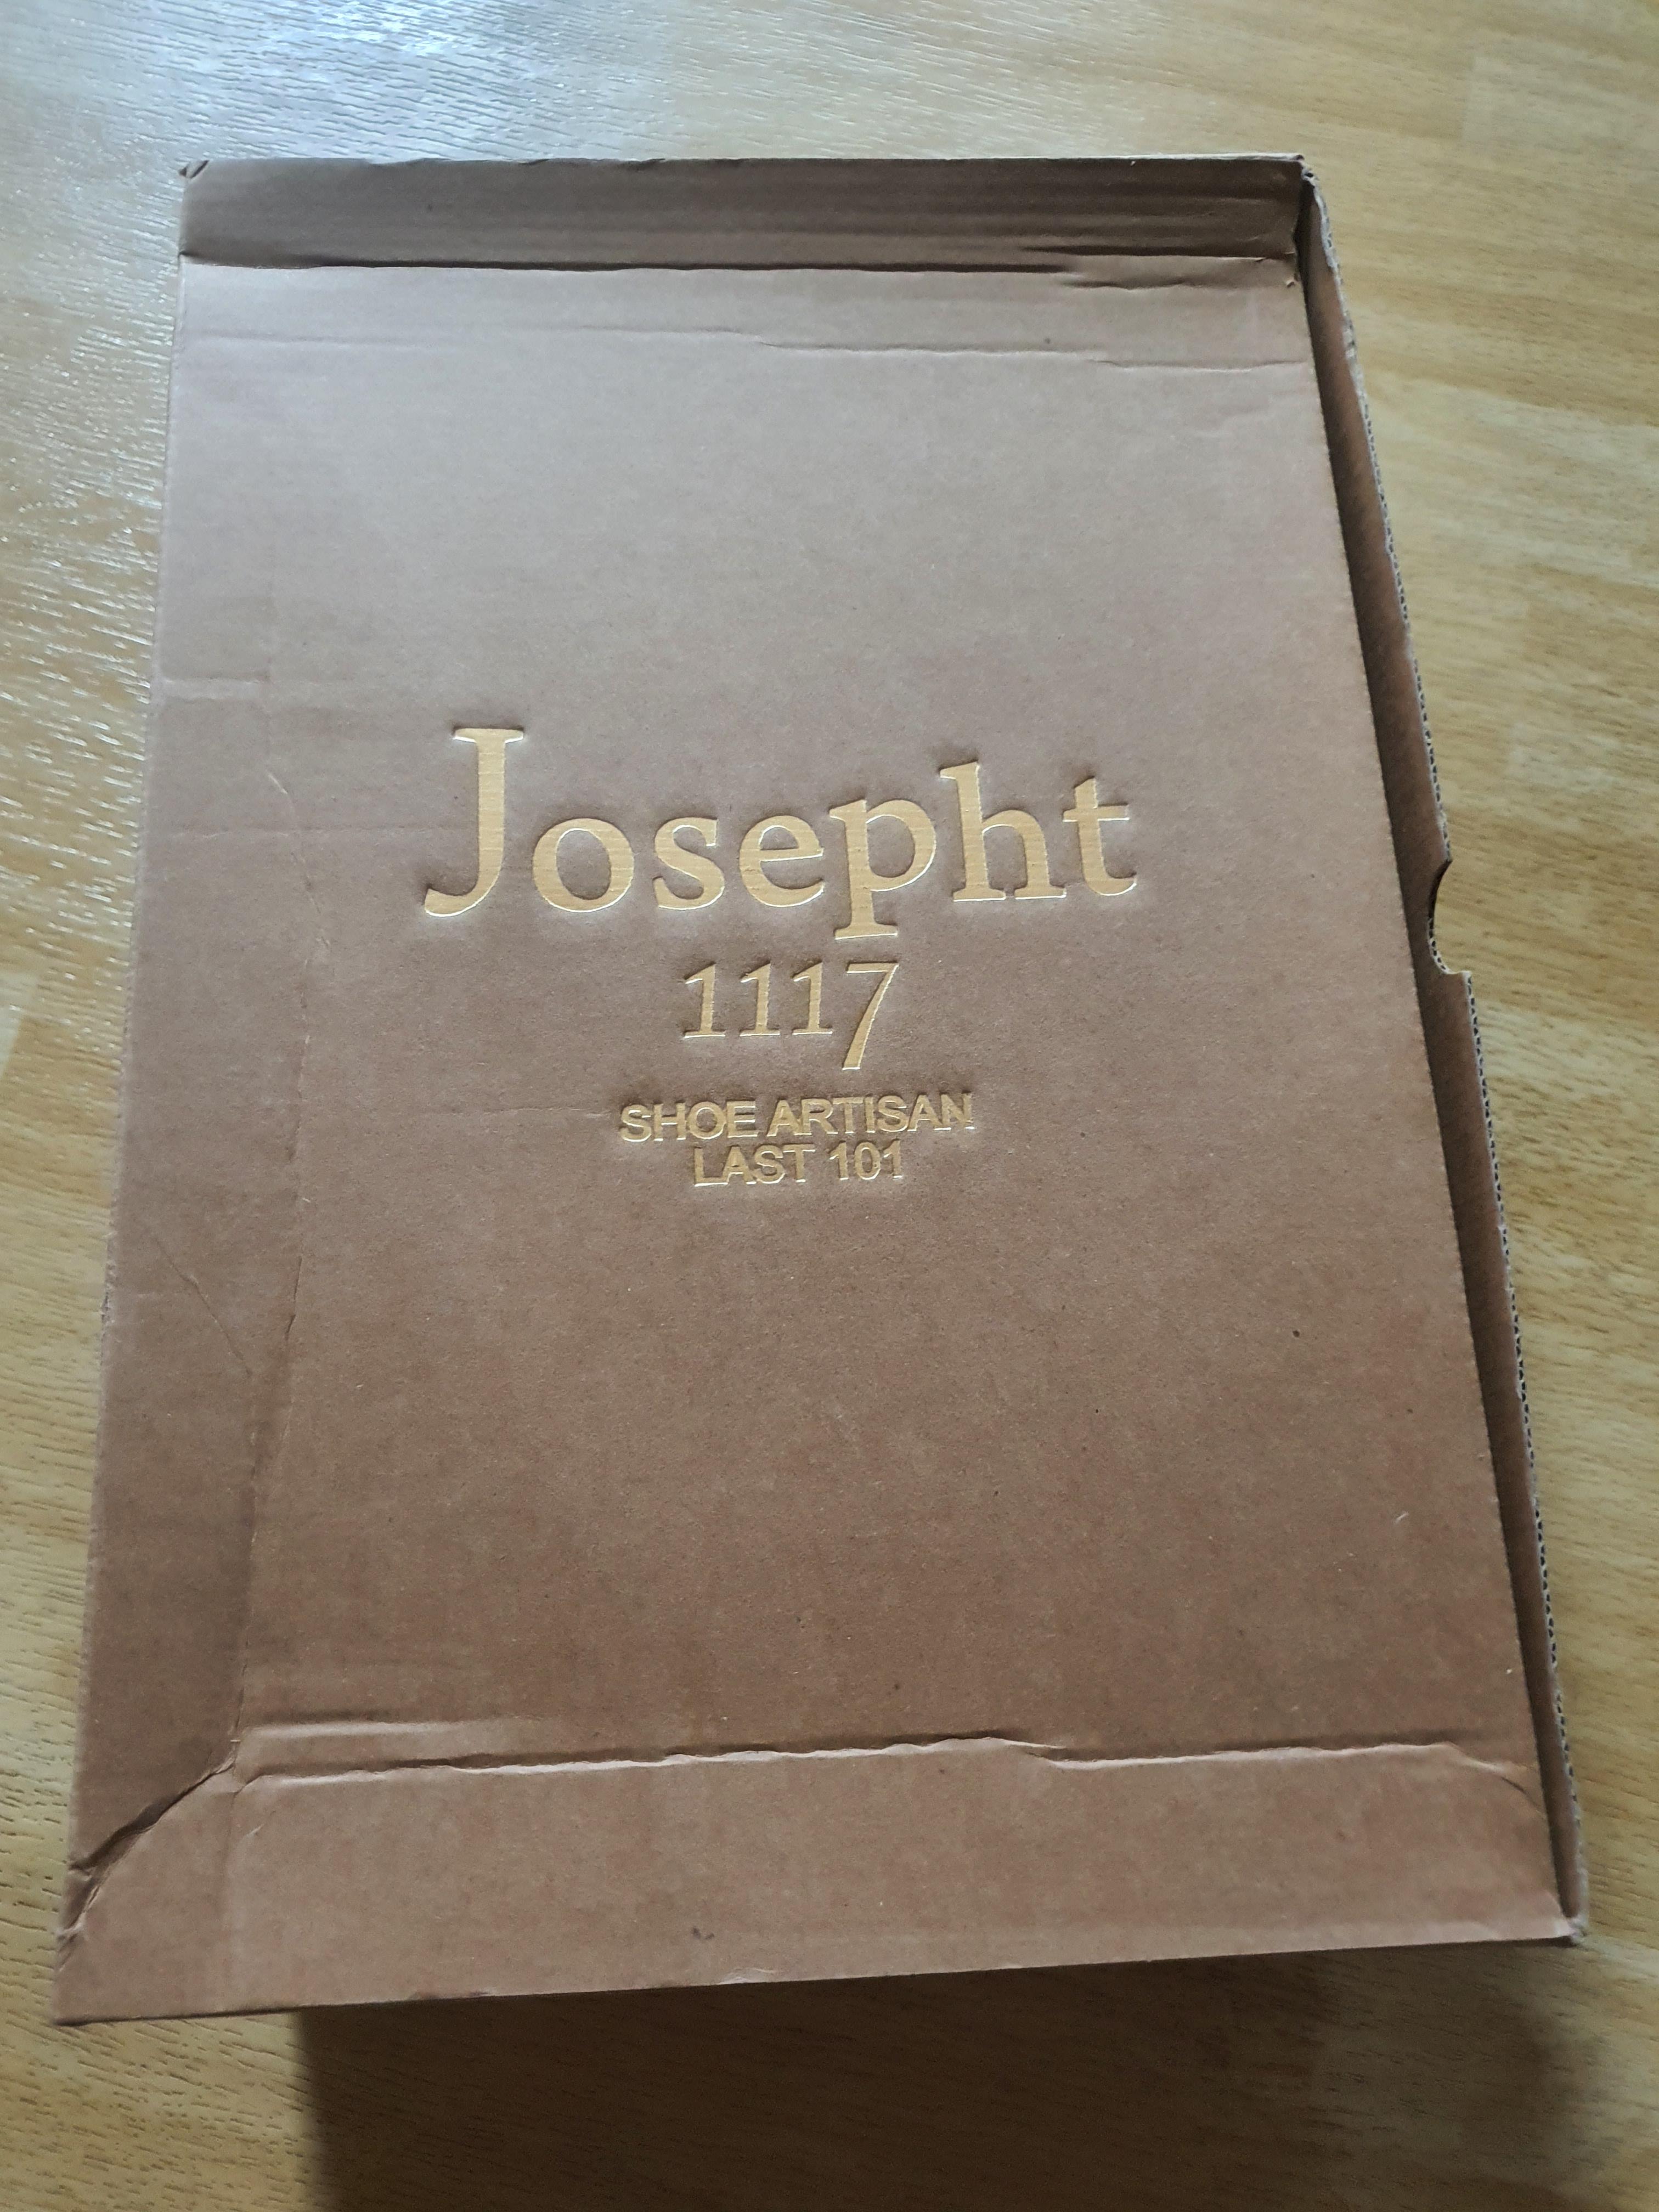 Josepht
1117
SHOE ARTISAN
LAST 101